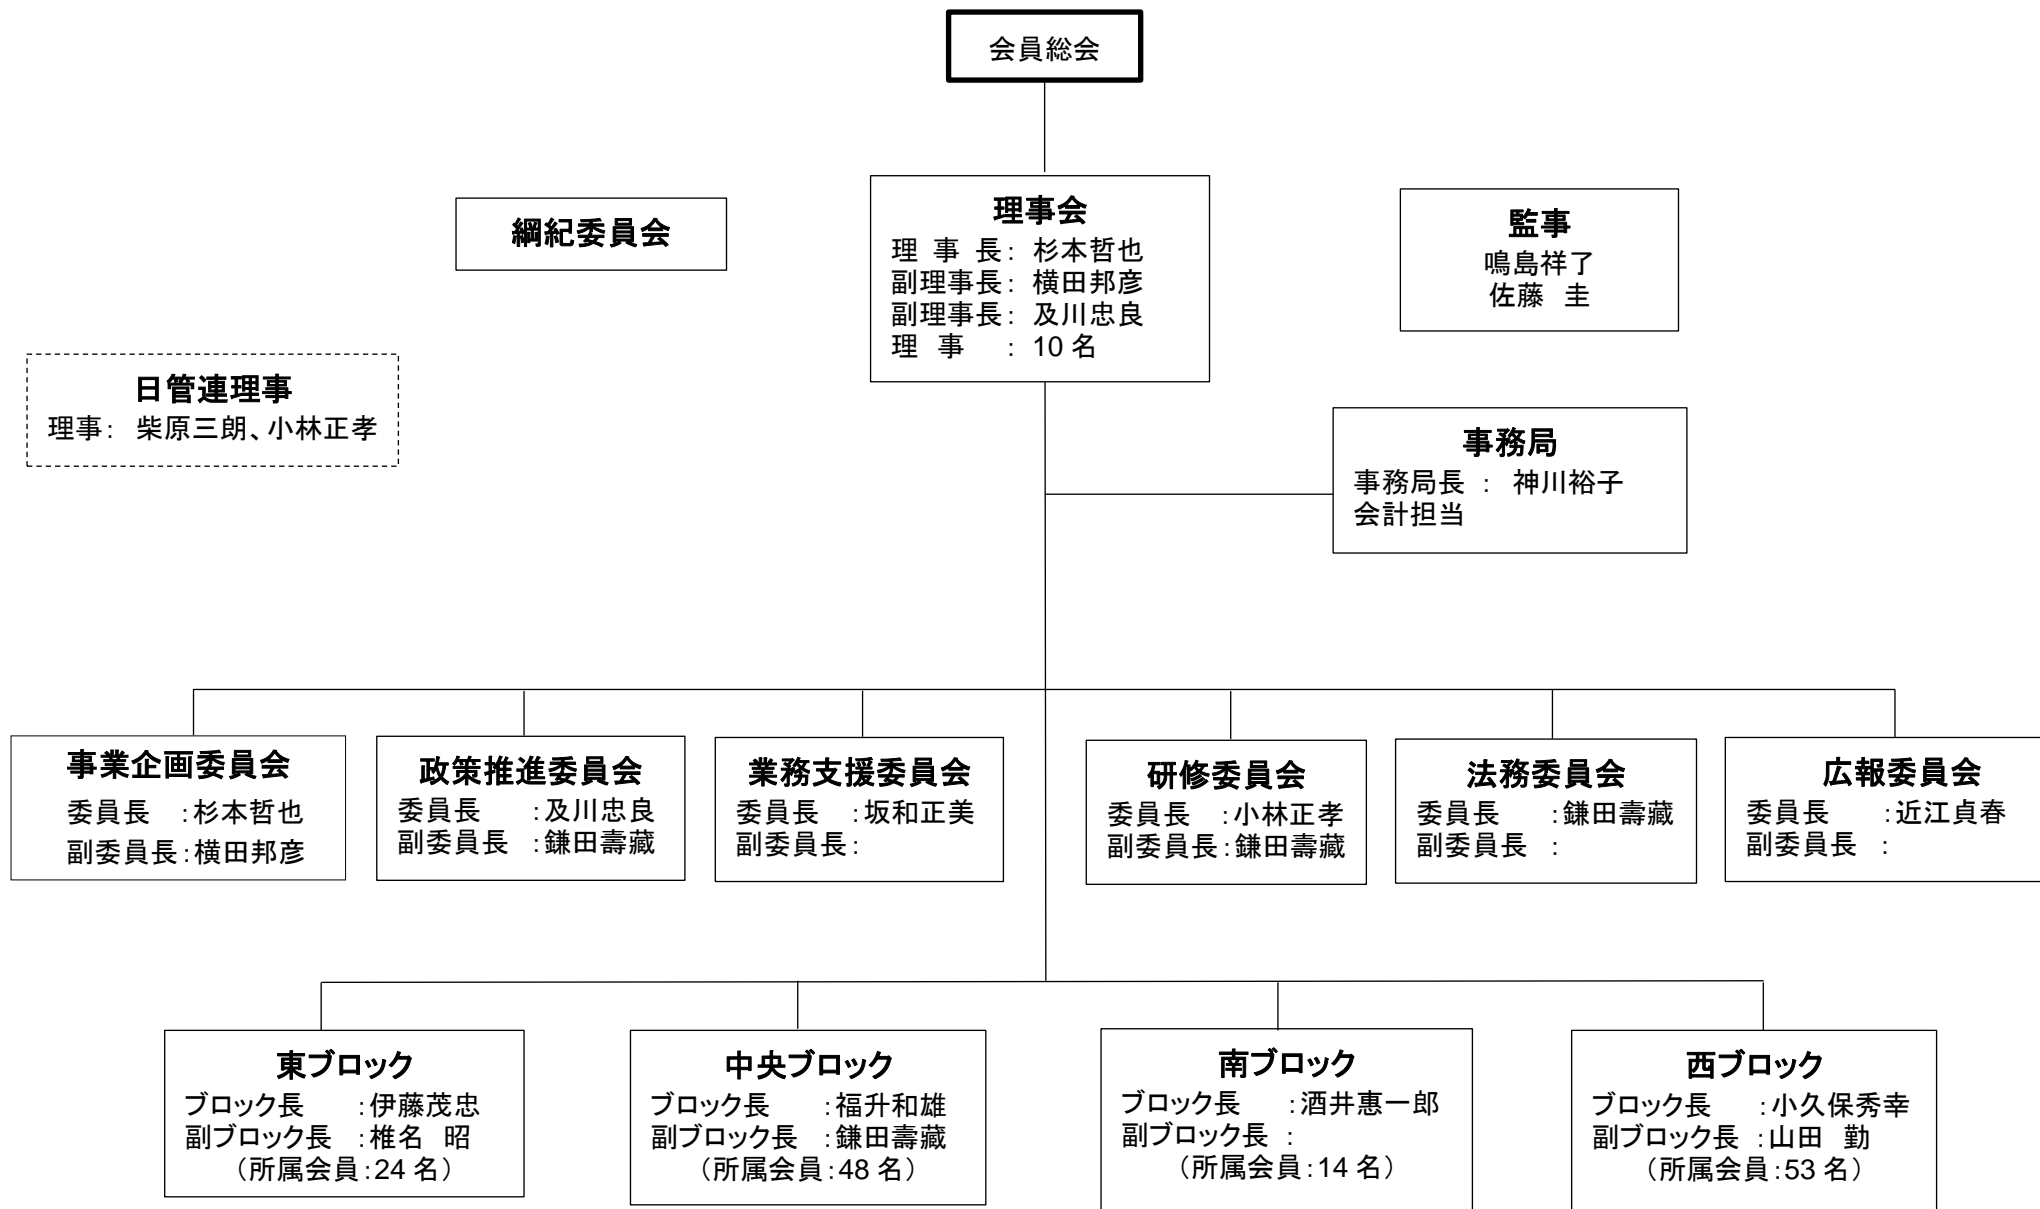 会員総会
綱紀委員会
理事会
理 事 長： 杉本哲也
副理事長： 横田邦彦
副理事長： 及川忠良
理 事 ： 10 名
監事
鳴島祥了
佐藤 圭
日管連理事
理事： 柴原三朗、小林正孝
事務局
事務局長 ： 神川裕子
会計担当
事業企画委員会
委員長 ：杉本哲也
副委員長：横田邦彦
政策推進委員会
委員長 ：及川忠良
副委員長 ：鎌田壽藏
業務支援委員会
委員長 ：坂和正美
副委員長：
研修委員会
委員長 ：小林正孝
副委員長：鎌田壽藏
法務委員会
委員長 ：鎌田壽藏
副委員長 ：
広報委員会
委員長 ：近江貞春
副委員長 ：
東ブロック
ブロック長 ：伊藤茂忠
副ブロック長 ：椎名 昭
（所属会員：24 名）
中央ブロック
ブロック長 ：福升和雄
副ブロック長 ：鎌田壽藏
（所属会員：48 名）
南ブロック
ブロック長 ：酒井惠一郎
副ブロック長 ：
（所属会員：14 名）
西ブロック
ブロック長 ：小久保秀幸
副ブロック長 ：山田 勤
（所属会員：53 名）